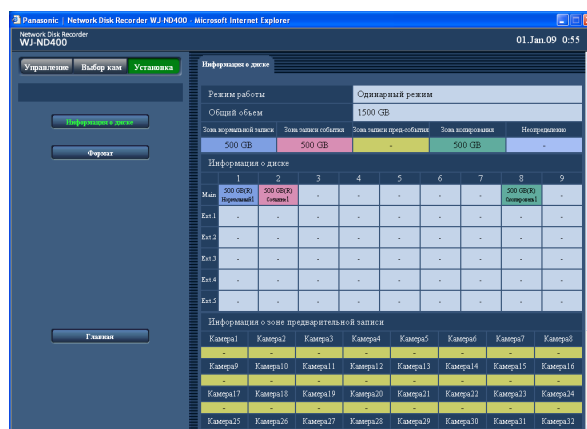 Panasonic | Network Disk Recorder WJ-ND400 - Microsoft Internet Explorer
Network Disk Recorder
WJ-ND400
01.Jan.09 0:55
Управление Выбор кам Установка
Информация о диске
Информация о диске
Формат
Главная
Режим работы Одинарный режим
Общий объем 1500 GB
Зона нормальной записи Зона записи события Зона записи пред-события Зона копирования Неопределенно
500 GB 500 GB - 500 GB -
Информация о диске
1 2 3 4 5 6 7 8 9
Main 500 GB(R) 500 GB(R) - - - - - 500 GB(R) -
Ext.1 - - - - - - - - -
Ext.2 - - - - - - - - -
Ext.3 - - - - - - - - -
Ext.4 - - - - - - - - -
Ext.5 - - - - - - - - -
Информация о зоне предварительной записи
Камера1 Камера2 Камера3 Камера4 Камера5 Камера6 Камера7 Камера8
- - - - - - - -
Камера9 Камера10 Камера11 Камера12 Камера13 Камера14 Камера15 Камера16
- - - - - - - -
Камера17 Камера18 Камера19 Камера20 Камера21 Камера22 Камера23 Камера24
- - - - - - - -
Камера25 Камера26 Камера27 Камера28 Камера29 Камера30 Камера31 Камера32